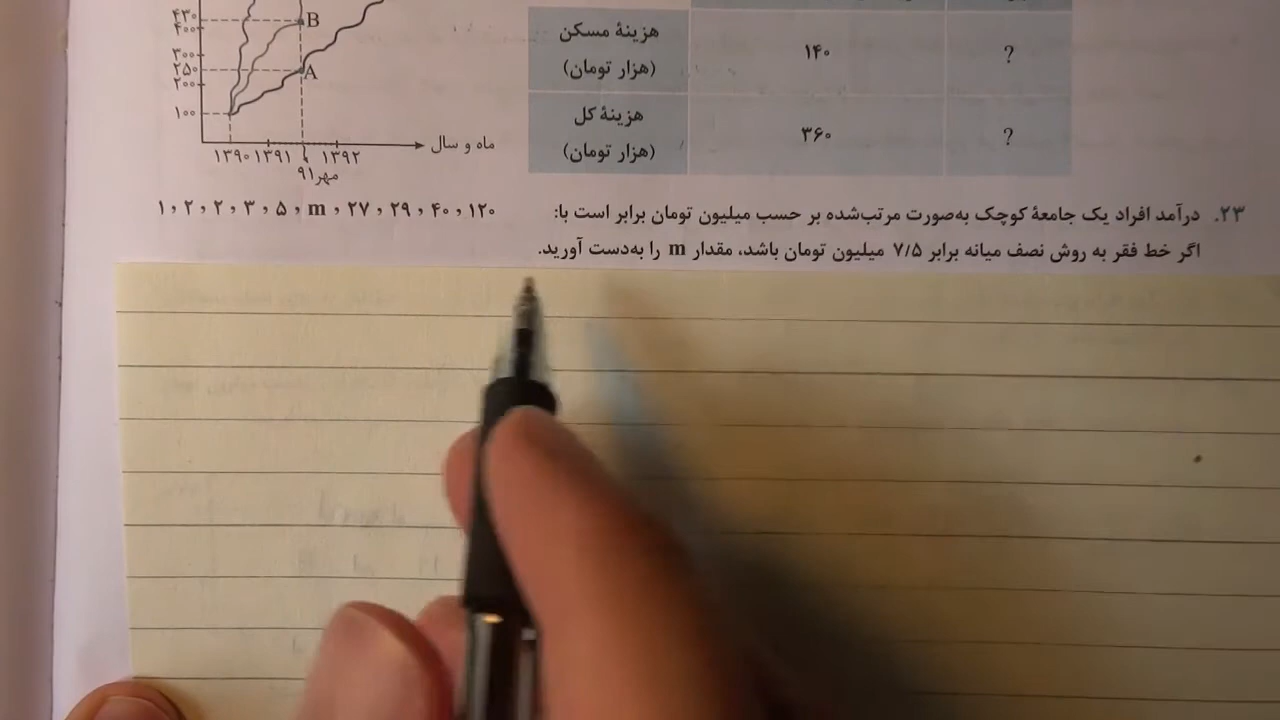 ۴۳۰
B
۴۰۰
۳۰۰
۲۵۰
A
۲۰۰
۱۰۰
ماه و سال
۱۳۹۰ ۱۳۹۱ ۱۳۹۲
مهر ۹۱
هزینهٔ مسکن
(هزار تومان)
۱۴۰
?
هزینهٔ کل
(هزار تومان)
۳۶۰
?
۲۳. درآمد افراد یک جامعهٔ کوچک به‌صورت مرتب‌شده بر حسب میلیون تومان برابر است با:
۱ , ۲ , ۲ , ۳ , ۵ , m , ۲۷ , ۲۹ , ۴۰ , ۱۲۰
اگر خط فقر به روش نصف میانه برابر ۷/۵ میلیون تومان باشد، مقدار m را به‌دست آورید.